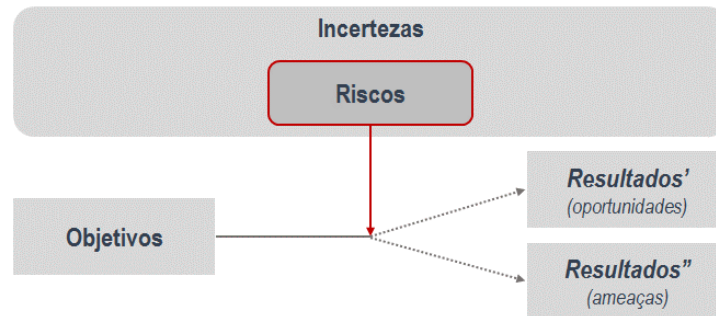 Incertezas
Riscos
Objetivos
Resultados’
(oportunidades)
Resultados”
(ameaças)